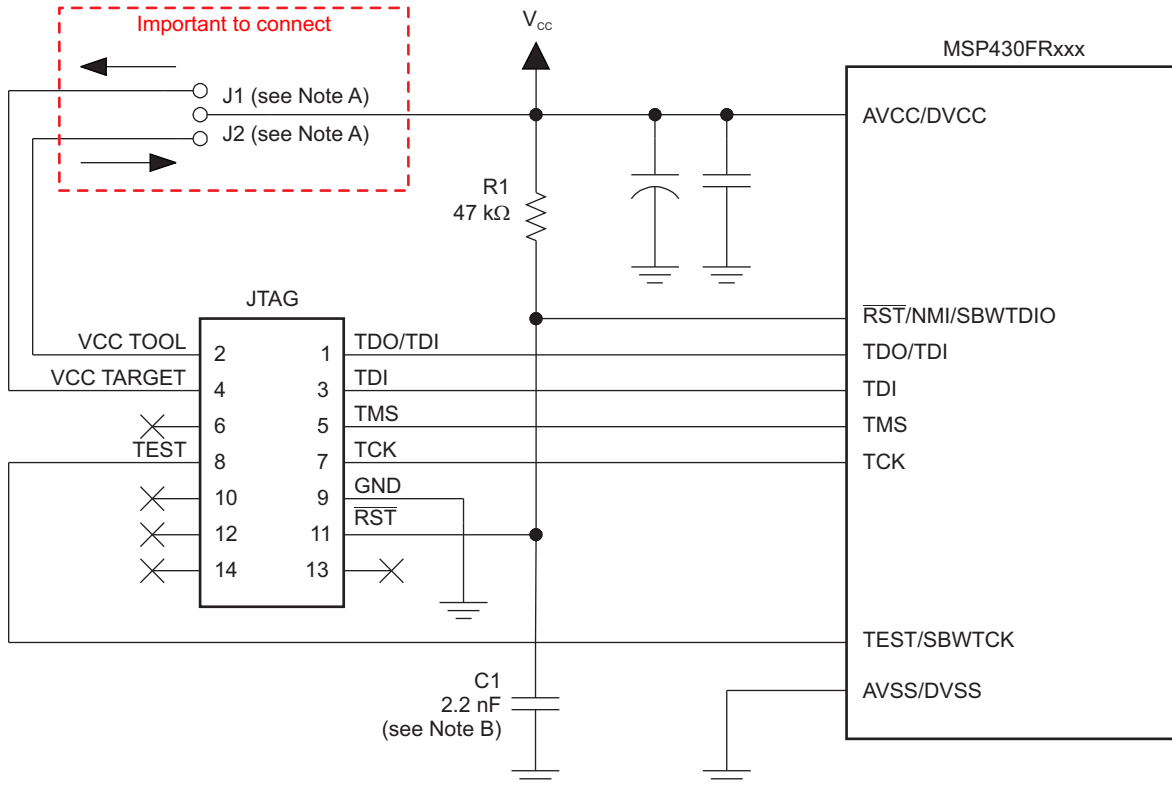 Important to connect
VCC
MSP430FRxxx
J1 (see Note A)
J2 (see Note A)
AVCC/DVCC
R1
47 kΩ
JTAG
RST/NMI/SBWTDIO
VCC TOOL
2
1
TDO/TDI
TDO/TDI
VCC TARGET
4
3
TDI
TDI
6
5
TMS
TMS
TEST
8
7
TCK
TCK
10
9
GND
12
11
RST
14
13
TEST/SBWTCK
C1
2.2 nF
(see Note B)
AVSS/DVSS